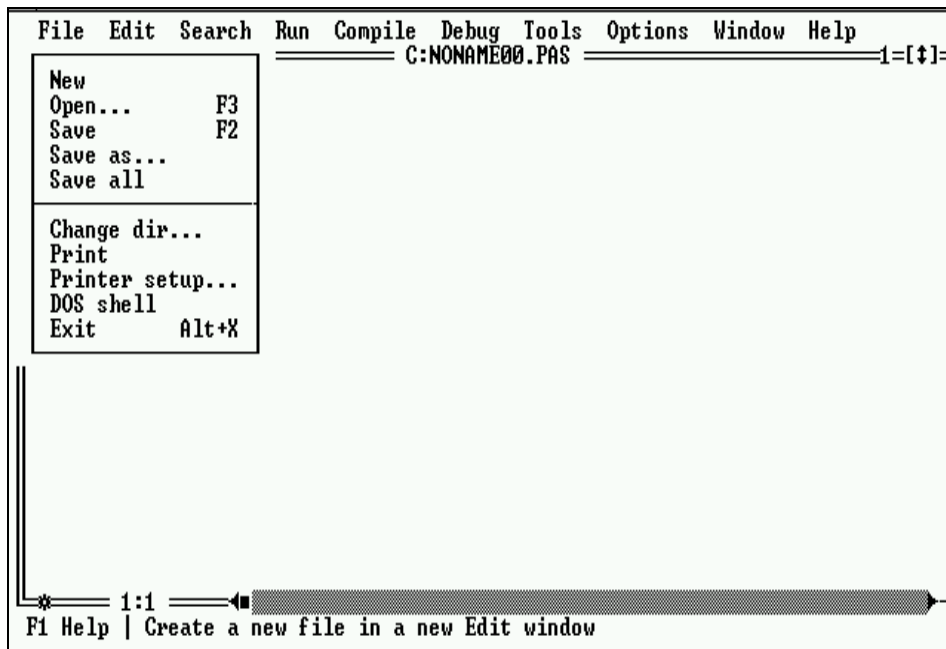 File Edit Search Run Compile Debug Tools Options Window Help
C:NONAME00.PAS 1=[↕]=
New
Open... F3
Save F2
Save as...
Save all
Change dir...
Print
Printer setup...
DOS shell
Exit Alt+X
1:1
F1 Help | Create a new file in a new Edit window